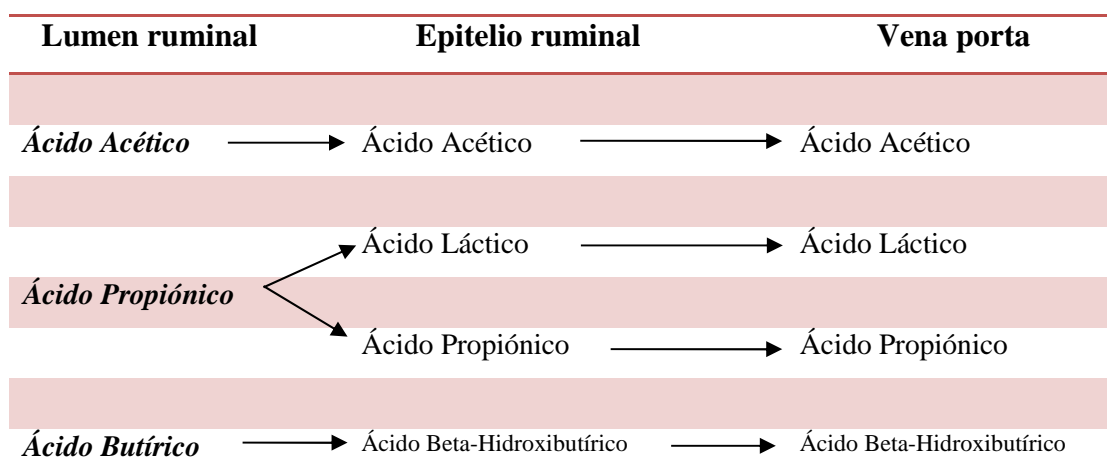 Lumen ruminal Epitelio ruminal Vena porta
Ácido Acético Ácido Acético Ácido Acético
Ácido Láctico Ácido Láctico
Ácido Propiónico
Ácido Propiónico Ácido Propiónico
Ácido Butírico Ácido Beta-Hidroxibutírico Ácido Beta-Hidroxibutírico